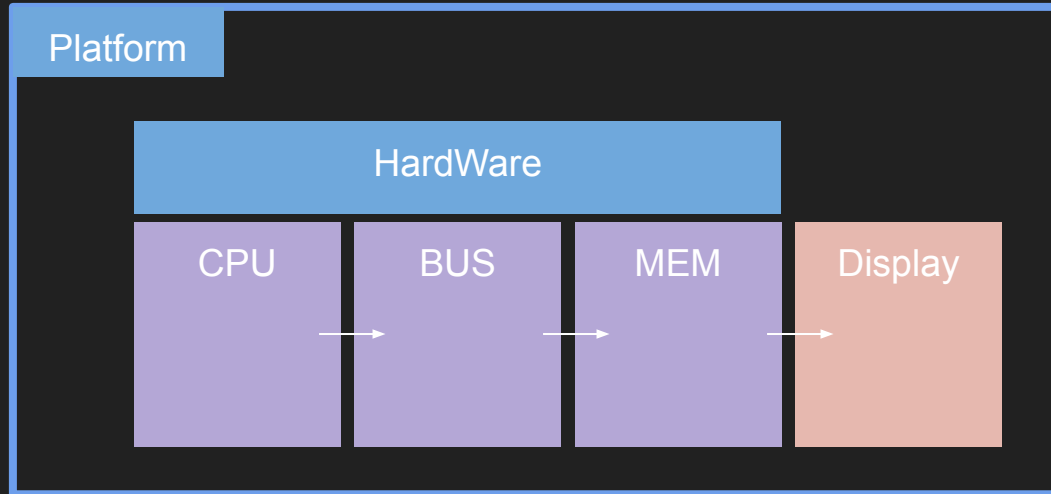 Platform
HardWare
CPU
BUS
MEM
Display